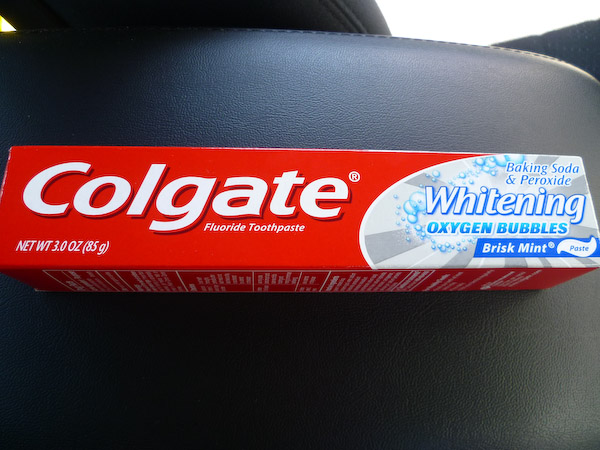 Colgate®
Fluoride Toothpaste
NET WT 3.0 OZ (85 g)
Baking Soda
& Peroxide
Whitening
OXYGEN BUBBLES
Brisk Mint® Paste